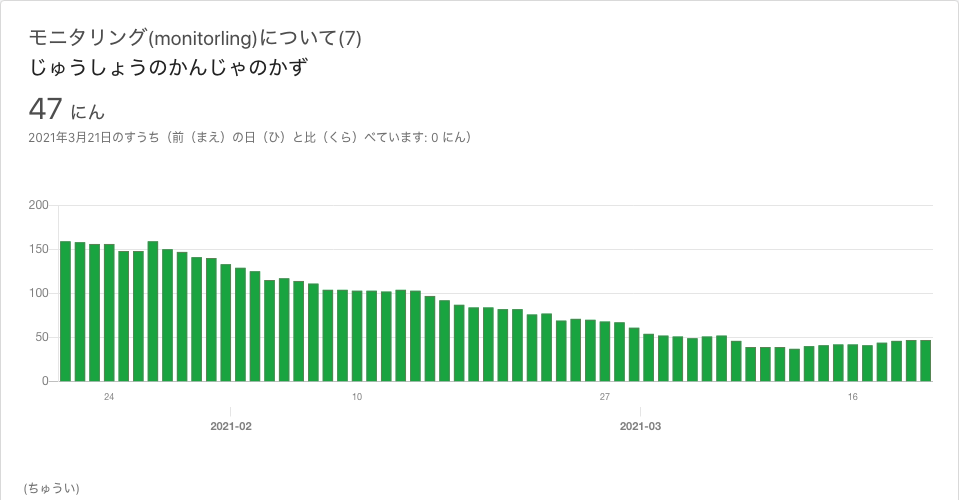 モニタリング(monitorling)について(7)
じゅうしょうのかんじゃのかず
47 にん
2021年3月21日のすうち（前（まえ）の日（ひ）と比（くら）べています: 0 にん）
200
150
100
50
0
24 10 27 16
2021-02 2021-03
(ちゅうい)